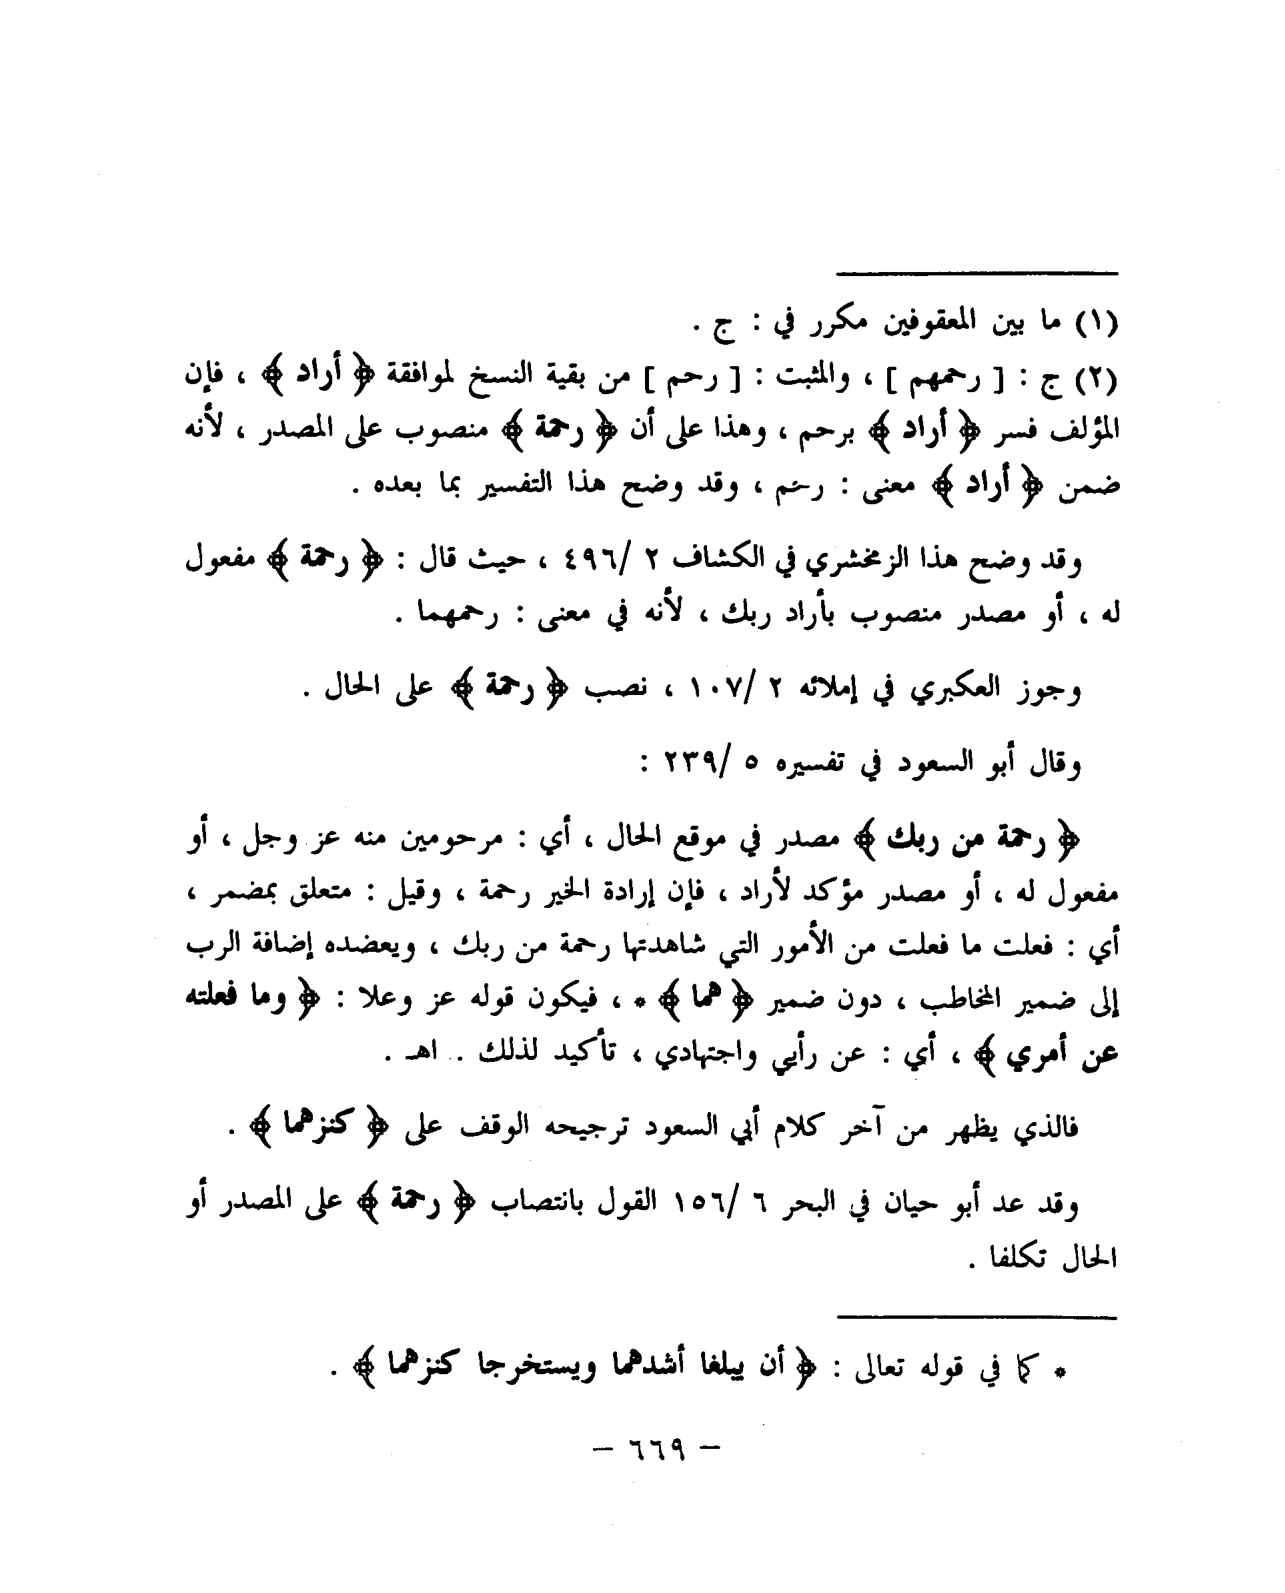 (١) ما بين المعقوفين مكرر في : ج .
(٢) ج : [ رحمهم ] ، والمثبت : [ رحم ] من بقية النسخ لموافقة ﴿ أراد ﴾ ، فإن
المؤلف فسر ﴿ أراد ﴾ برحم ، وهذا على أن ﴿ رحمة ﴾ منصوب على المصدر ، لأنه
ضمن ﴿ أراد ﴾ معنى : رحم ، وقد وضح هذا التفسير بما بعده .
وقد وضح هذا الزمخشري في الكشاف ٢ /٤٩٦ ، حيث قال : ﴿ رحمة ﴾ مفعول
له ، أو مصدر منصوب بأراد ربك ، لأنه في معنى : رحمهما .
وجوز العكبري في إملائه ٢ /١٠٧ ، نصب ﴿ رحمة ﴾ على الحال .
وقال أبو السعود في تفسيره ٥ /٢٣٩ :
﴿ رحمة من ربك ﴾ مصدر في موقع الحال ، أي : مرحومين منه عز وجل ، أو
مفعول له ، أو مصدر مؤكد لأراد ، فإن إرادة الخير رحمة ، وقيل : متعلق بمضمر ،
أي : فعلت ما فعلت من الأمور التي شاهدتها رحمة من ربك ، ويعضده إضافة الرب
إلى ضمير المخاطب ، دون ضمير ﴿ هما ﴾ * ، فيكون قوله عز وعلا : ﴿ وما فعلته
عن أمري ﴾ ، أي : عن رأيي واجتهادي ، تأكيد لذلك .. اهـ .
فالذي يظهر من آخر كلام أبي السعود ترجيحه الوقف على ﴿ كنزهما ﴾ .
وقد عد أبو حيان في البحر ٦ /١٥٦ القول بانتصاب ﴿ رحمة ﴾ على المصدر أو
الحال تكلفا .
* كما في قوله تعالى : ﴿ أن يبلغا أشدهما ويستخرجا كنزهما ﴾ .
– ٦٦٩ –